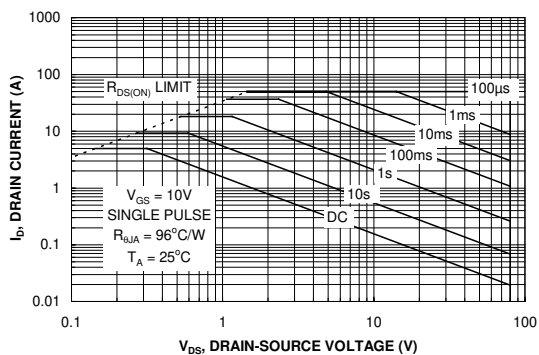 1000
100
10
1
0.1
0.01
I_D, DRAIN CURRENT (A)
R_DS(ON) LIMIT
100µs
1ms
10ms
100ms
1s
10s
DC
V_GS = 10V
SINGLE PULSE
R_θJA = 96°C/W
T_A = 25°C
0.1
1
10
100
V_DS, DRAIN-SOURCE VOLTAGE (V)